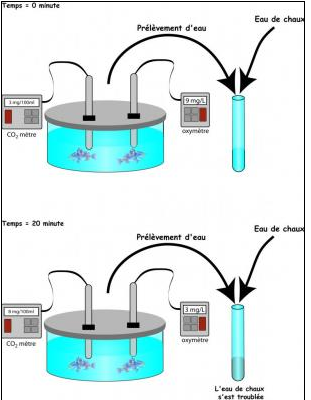 Temps = 0 minute
Eau de chaux
Prélèvement d'eau
5 mg/100ml
9 mg/L
CO2 mètre
oxymètre
Temps = 20 minute
Eau de chaux
Prélèvement d'eau
8 mg/100ml
3 mg/L
CO2 mètre
oxymètre
L'eau de chaux
s'est troublée